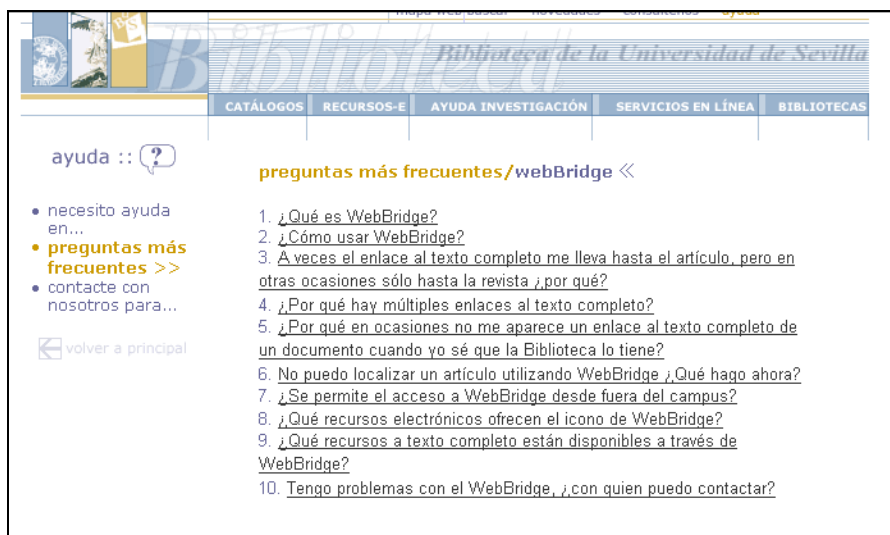 mapa web buscar novedades consúltenos ayuda
Biblioteca
Biblioteca de la Universidad de Sevilla
CATÁLOGOS RECURSOS-E AYUDA INVESTIGACIÓN SERVICIOS EN LÍNEA BIBLIOTECAS
ayuda :: ?
preguntas más frecuentes/webBridge <<
• necesito ayuda
en...
• preguntas más
frecuentes >>
• contacte con
nosotros para...
volver a principal
1. ¿Qué es WebBridge?
2. ¿Cómo usar WebBridge?
3. A veces el enlace al texto completo me lleva hasta el artículo, pero en
otras ocasiones sólo hasta la revista ¿por qué?
4. ¿Por qué hay múltiples enlaces al texto completo?
5. ¿Por qué en ocasiones no me aparece un enlace al texto completo de
un documento cuando yo sé que la Biblioteca lo tiene?
6. No puedo localizar un artículo utilizando WebBridge ¿Qué hago ahora?
7. ¿Se permite el acceso a WebBridge desde fuera del campus?
8. ¿Qué recursos electrónicos ofrecen el icono de WebBridge?
9. ¿Qué recursos a texto completo están disponibles a través de
WebBridge?
10. Tengo problemas con el WebBridge, ¿con quien puedo contactar?